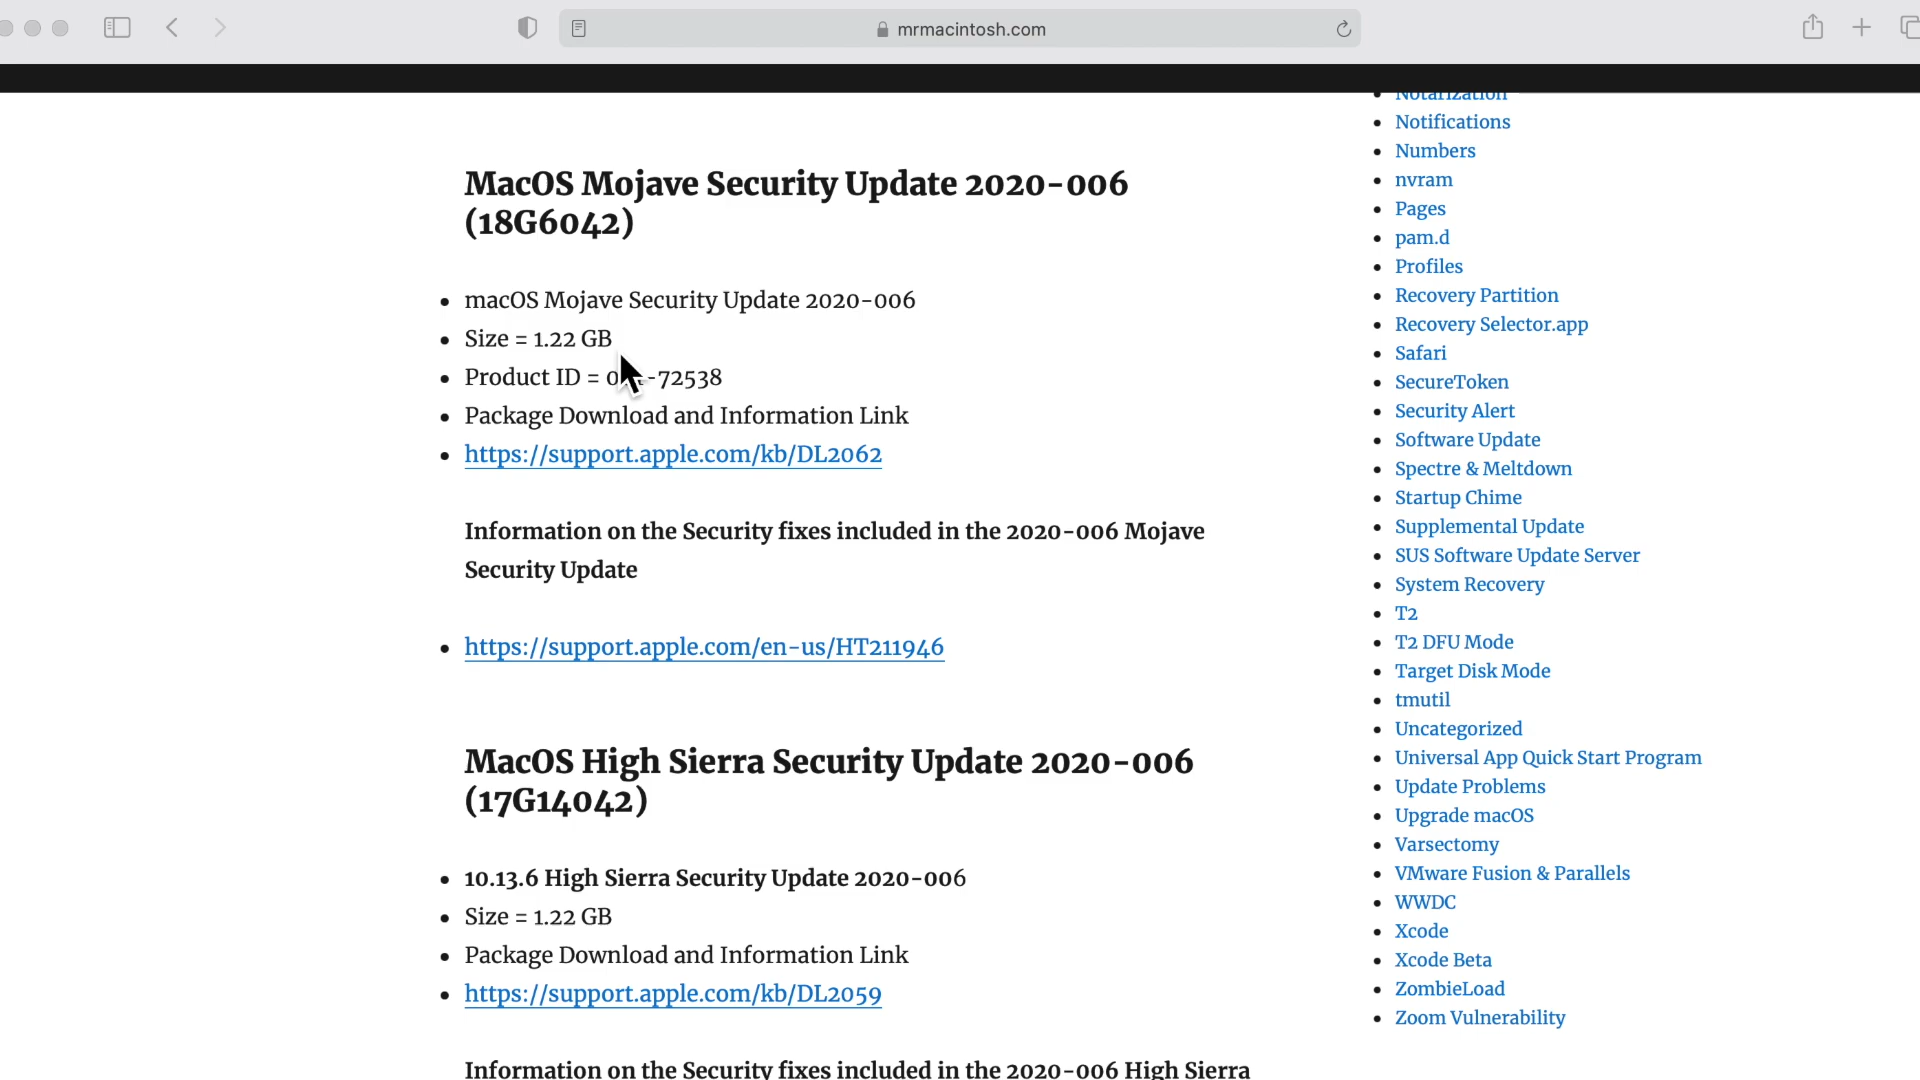 mrmacintosh.com
MacOS Mojave Security Update 2020-006
(18G6042)
macOS Mojave Security Update 2020-006
Size = 1.22 GB
Product ID = -72538
Package Download and Information Link
https://support.apple.com/kb/DL2062
Information on the Security fixes included in the 2020-006 Mojave
Security Update
https://support.apple.com/en-us/HT211946
MacOS High Sierra Security Update 2020-006
(17G14042)
10.13.6 High Sierra Security Update 2020-006
Size = 1.22 GB
Package Download and Information Link
https://support.apple.com/kb/DL2059
Information on the Security fixes included in the 2020-006 High Sierra
Notarization
Notifications
Numbers
nvram
Pages
pam.d
Profiles
Recovery Partition
Recovery Selector.app
Safari
SecureToken
Security Alert
Software Update
Spectre & Meltdown
Startup Chime
Supplemental Update
SUS Software Update Server
System Recovery
T2
T2 DFU Mode
Target Disk Mode
tmutil
Uncategorized
Universal App Quick Start Program
Update Problems
Upgrade macOS
Varsectomy
VMware Fusion & Parallels
WWDC
Xcode
Xcode Beta
ZombieLoad
Zoom Vulnerability